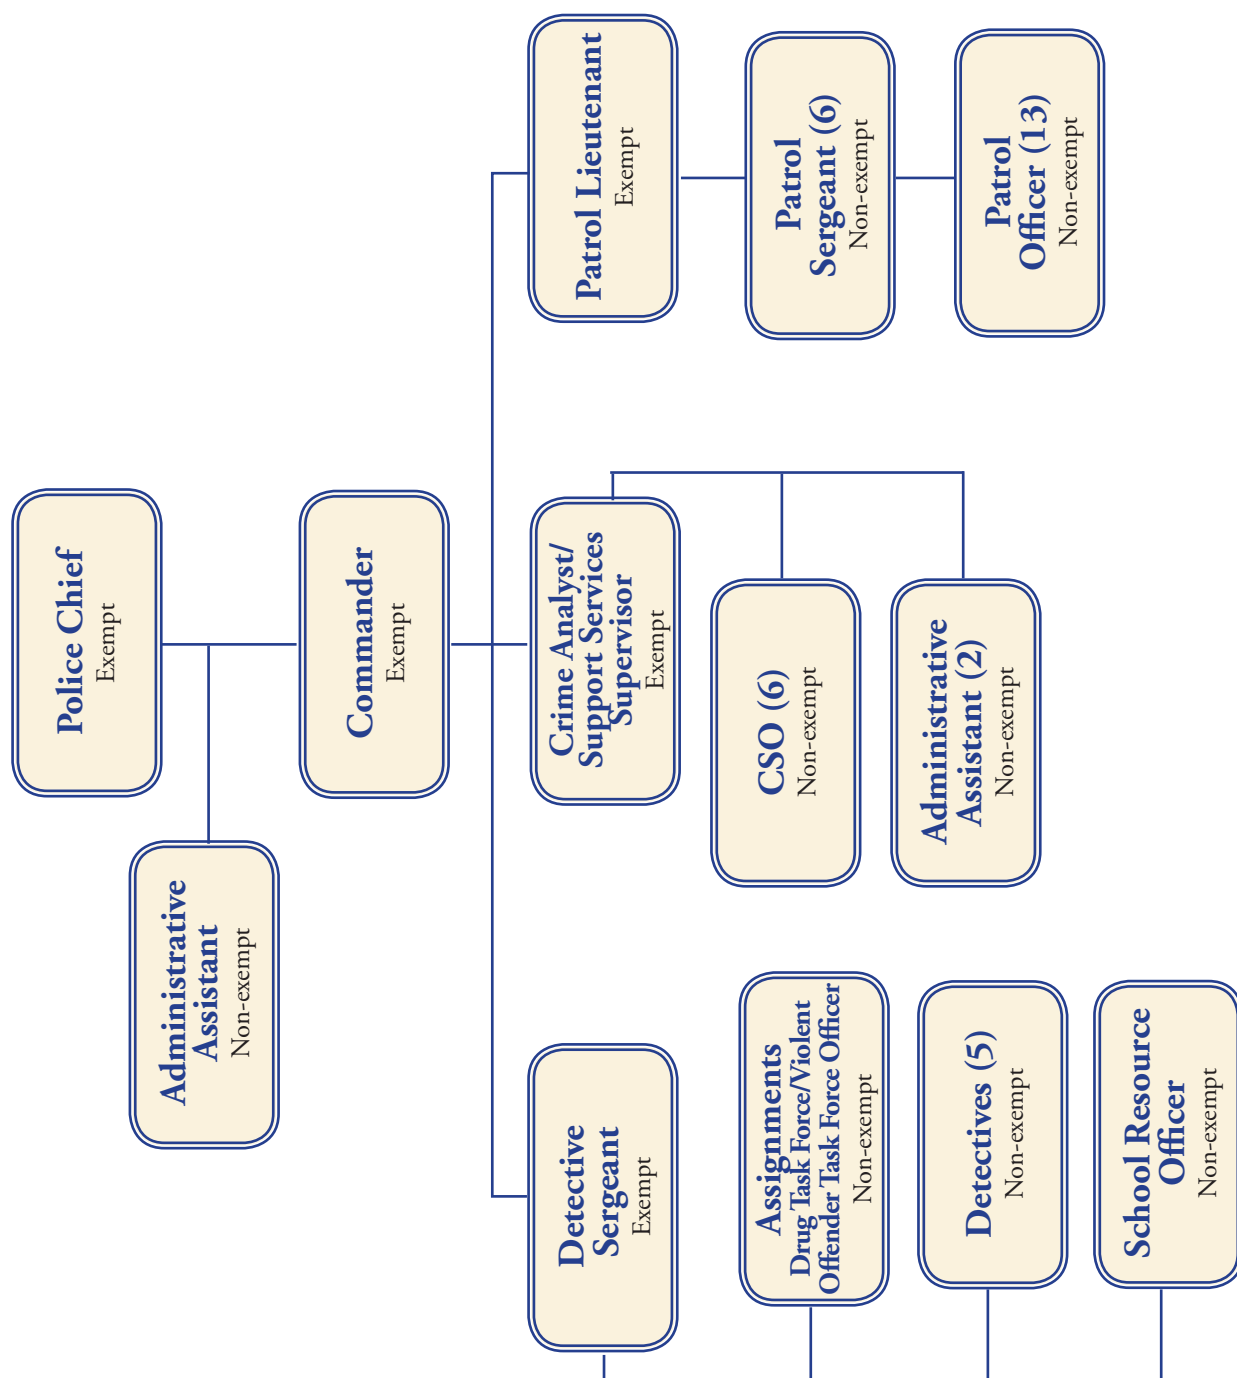 Police Chief
Exempt
Administrative
Assistant
Non-exempt
Commander
Exempt
Detective
Sergeant
Exempt
Crime Analyst/
Support Services
Supervisor
Exempt
Patrol Lieutenant
Exempt
Assignments
Drug Task Force/Violent
Offender Task Force Officer
Non-exempt
CSO (6)
Non-exempt
Patrol
Sergeant (6)
Non-exempt
Detectives (5)
Non-exempt
Administrative
Assistant (2)
Non-exempt
Patrol
Officer (13)
Non-exempt
School Resource
Officer
Non-exempt